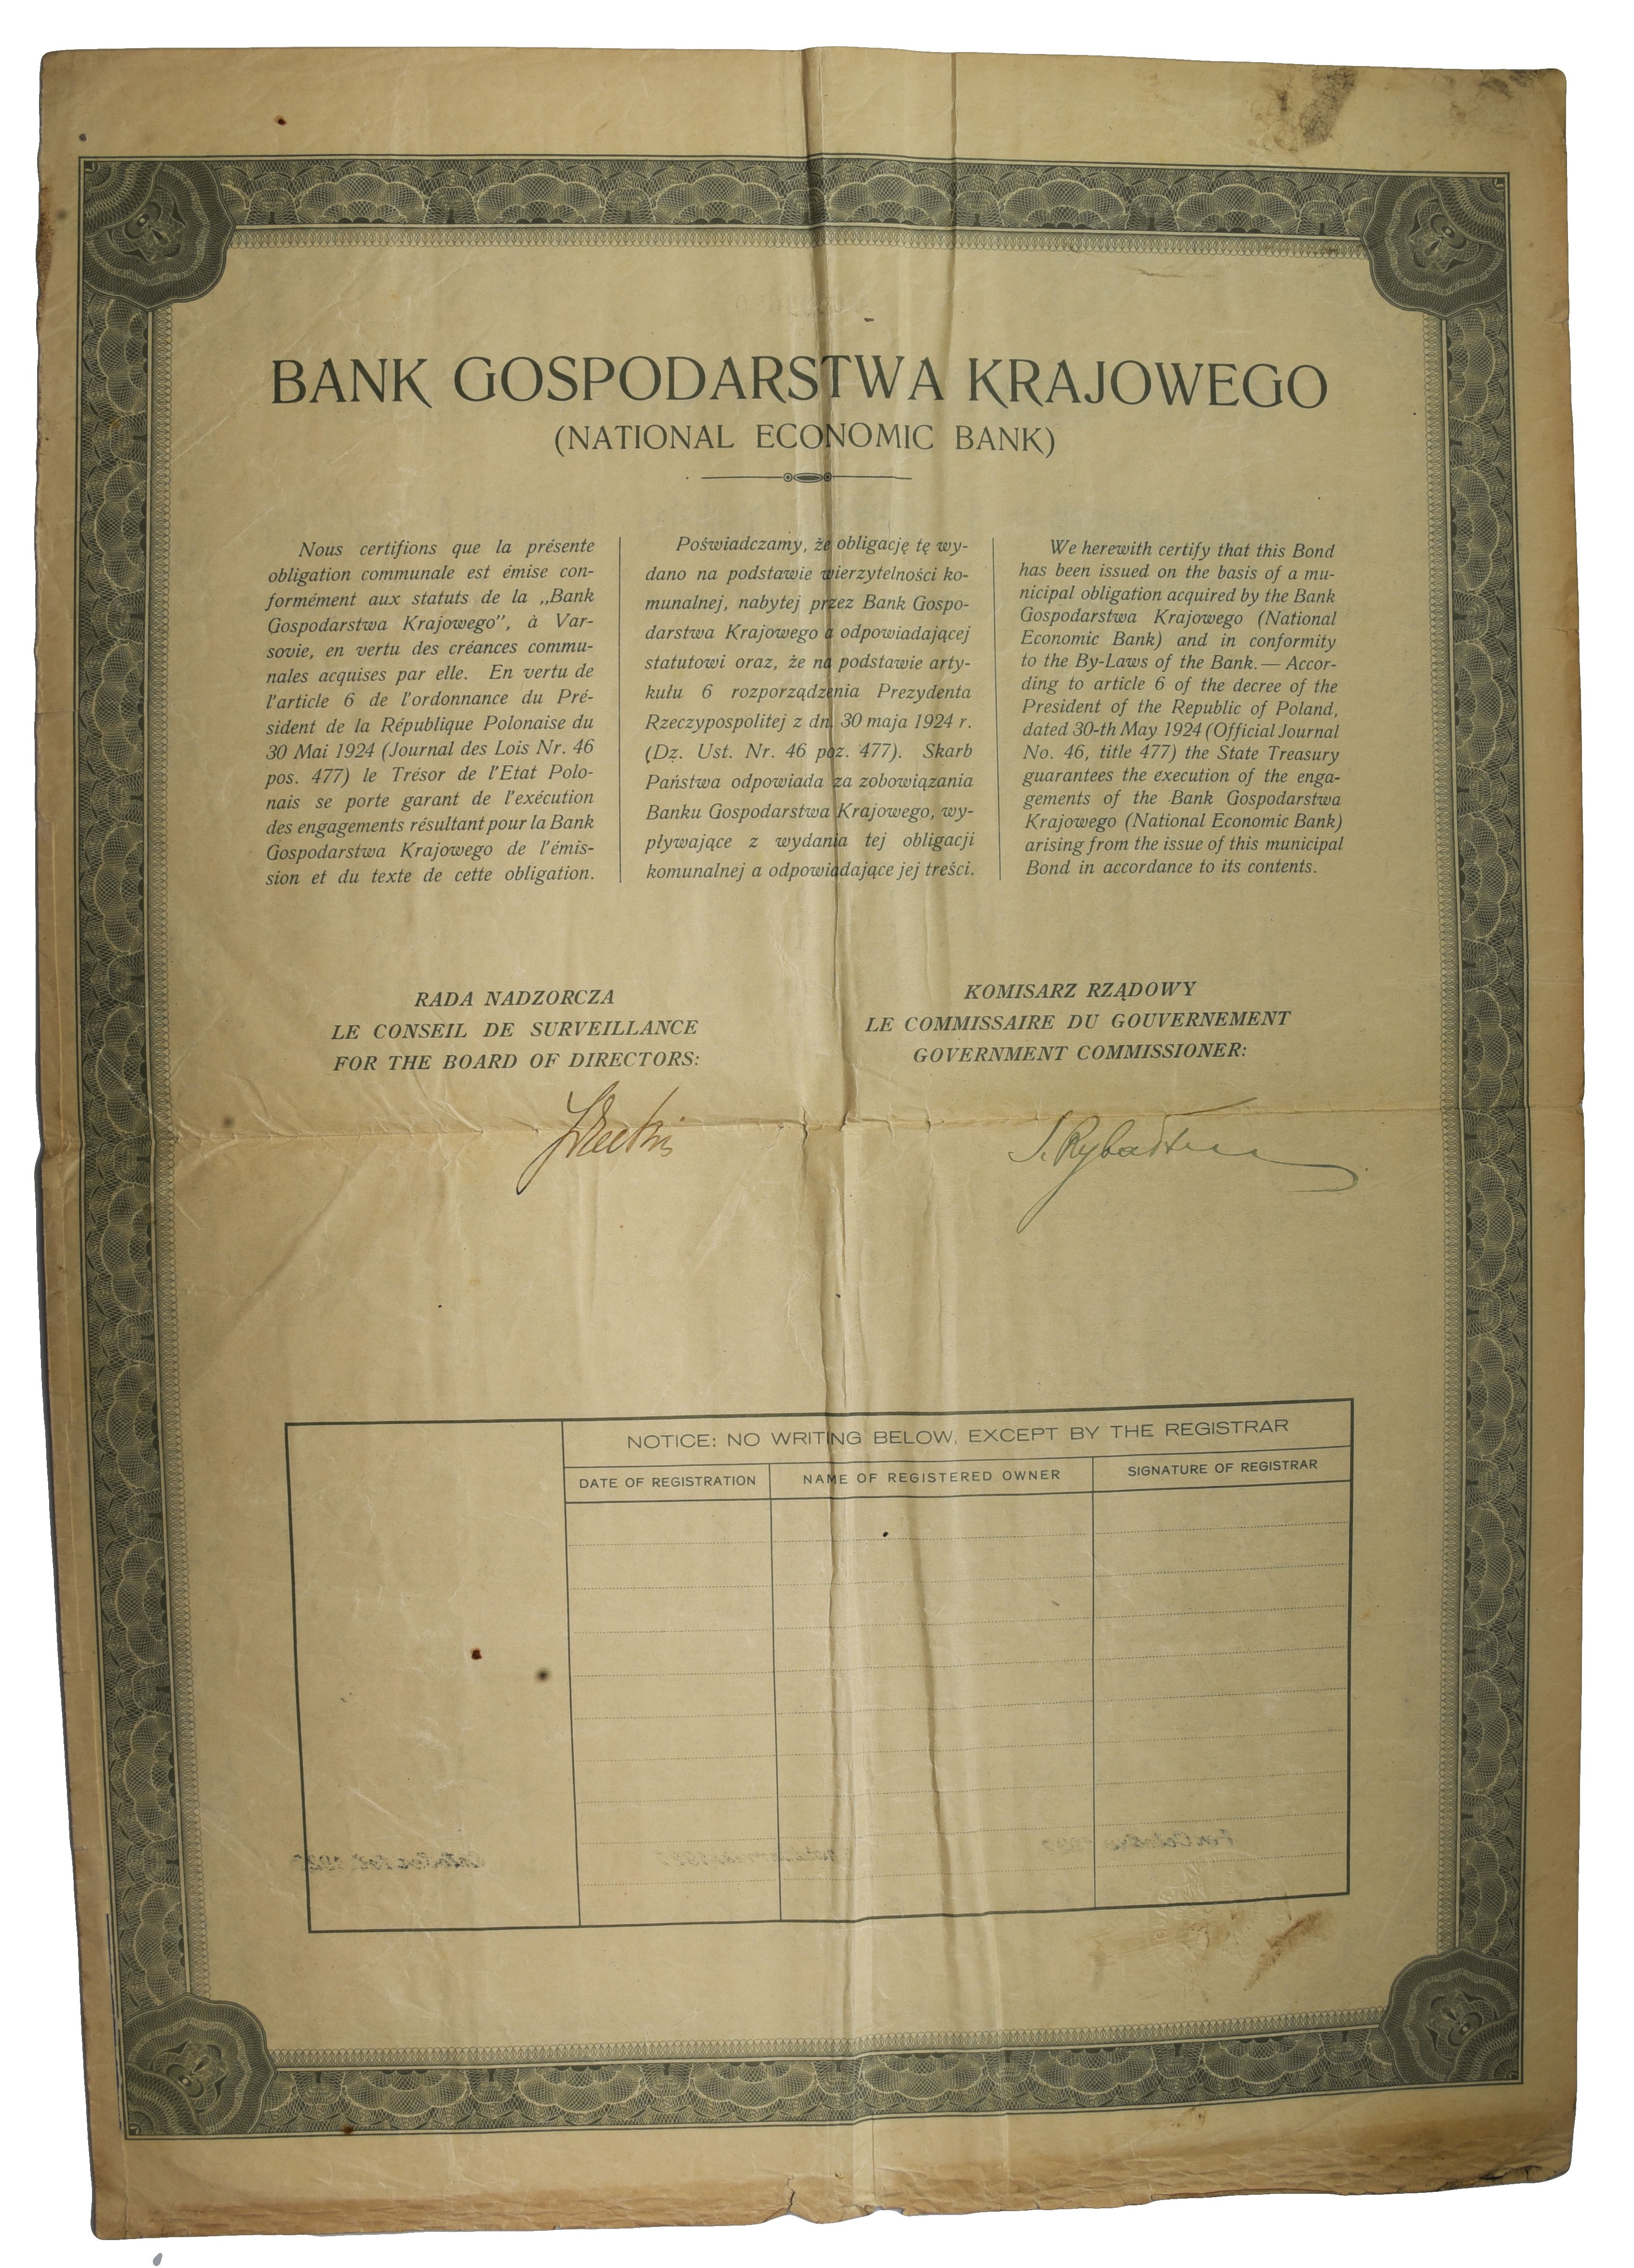 BANK GOSPODARSTWA KRAJOWEGO
(NATIONAL ECONOMIC BANK)
Nous certifions que la présente
obligation communale est émise con-
formément aux statuts de la „Bank
Gospodarstwa Krajowego”, à Var-
sovie, en vertu des créances commu-
nales acquises par elle. En vertu de
l'article 6 de l'ordonnance du Pré-
sident de la République Polonaise du
30 Mai 1924 (Journal des Lois Nr. 46
pos. 477) le Trésor de l'Etat Polo-
nais se porte garant de l'exécution
des engagements résultant pour la Bank
Gospodarstwa Krajowego de l'émis-
sion et du texte de cette obligation.
Poświadczamy, że obligację tę wy-
dano na podstawie wierzytelności ko-
munalnej, nabytej przez Bank Gospo-
darstwa Krajowego a odpowiadającej
statutowi oraz, że na podstawie arty-
kułu 6 rozporządzenia Prezydenta
Rzeczypospolitej z dn. 30 maja 1924 r.
(Dz. Ust. Nr. 46 poz. 477). Skarb
Państwa odpowiada za zobowiązania
Banku Gospodarstwa Krajowego, wy-
pływające z wydania tej obligacji
komunalnej a odpowiadające jej treści.
We herewith certify that this Bond
has been issued on the basis of a mu-
nicipal obligation acquired by the Bank
Gospodarstwa Krajowego (National
Economic Bank) and in conformity
to the By-Laws of the Bank. — Accor-
ding to article 6 of the decree of the
President of the Republic of Poland,
dated 30-th May 1924 (Official Journal
No. 46, title 477) the State Treasury
guarantees the execution of the enga-
gements of the Bank Gospodarstwa
Krajowego (National Economic Bank)
arising from the issue of this municipal
Bond in accordance to its contents.
RADA NADZORCZA
LE CONSEIL DE SURVEILLANCE
FOR THE BOARD OF DIRECTORS:
KOMISARZ RZĄDOWY
LE COMMISSAIRE DU GOUVERNEMENT
GOVERNMENT COMMISSIONER:
NOTICE: NO WRITING BELOW, EXCEPT BY THE REGISTRAR
DATE OF REGISTRATION
NAME OF REGISTERED OWNER
SIGNATURE OF REGISTRAR